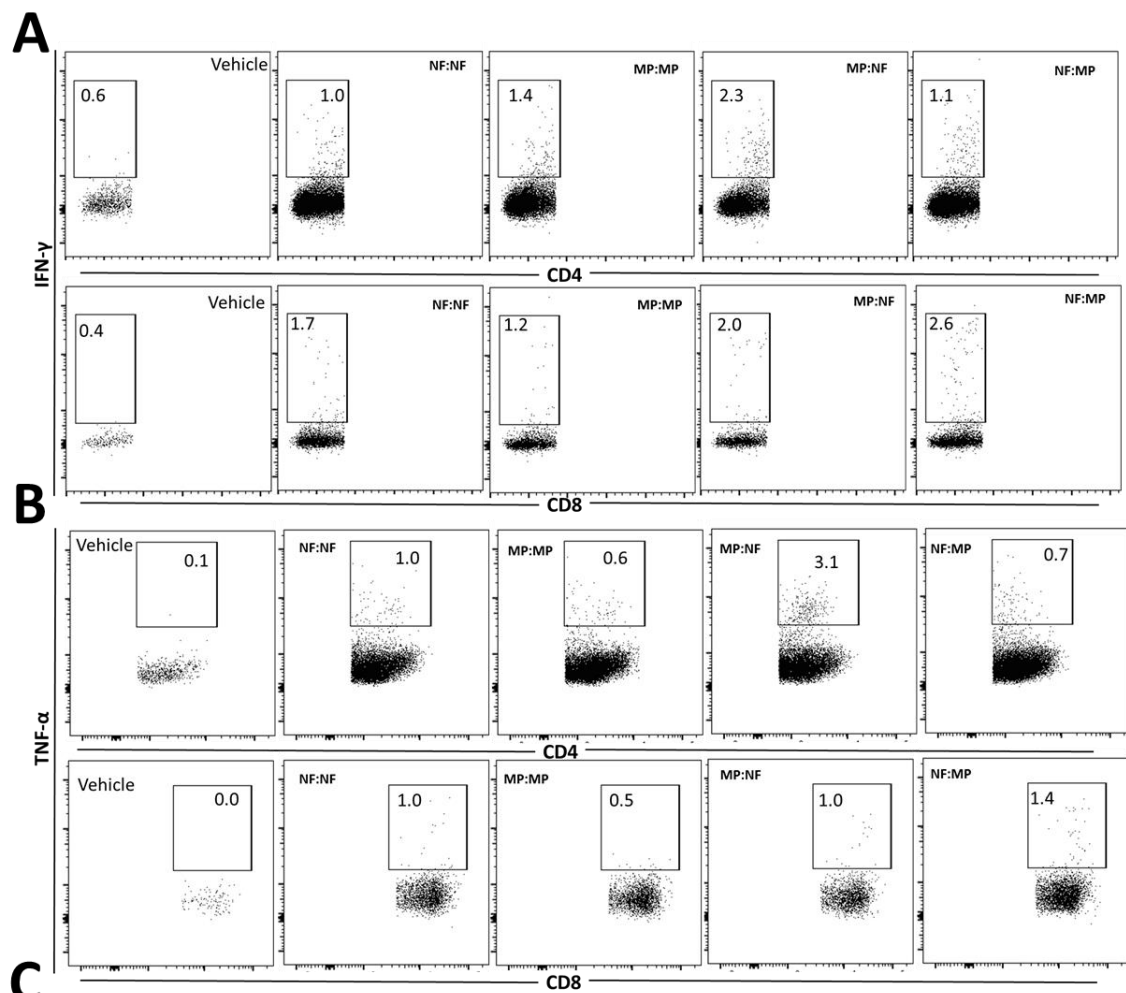 A
Vehicle NF:NF MP:MP MP:NF NF:MP
0.6 1.0 1.4 2.3 1.1
CD4
IFN-γ
Vehicle NF:NF MP:MP MP:NF NF:MP
0.4 1.7 1.2 2.0 2.6
CD8
B
Vehicle NF:NF MP:MP MP:NF NF:MP
0.1 1.0 0.6 3.1 0.7
CD4
TNF-α
Vehicle NF:NF MP:MP MP:NF NF:MP
0.0 1.0 0.5 1.0 1.4
CD8
C